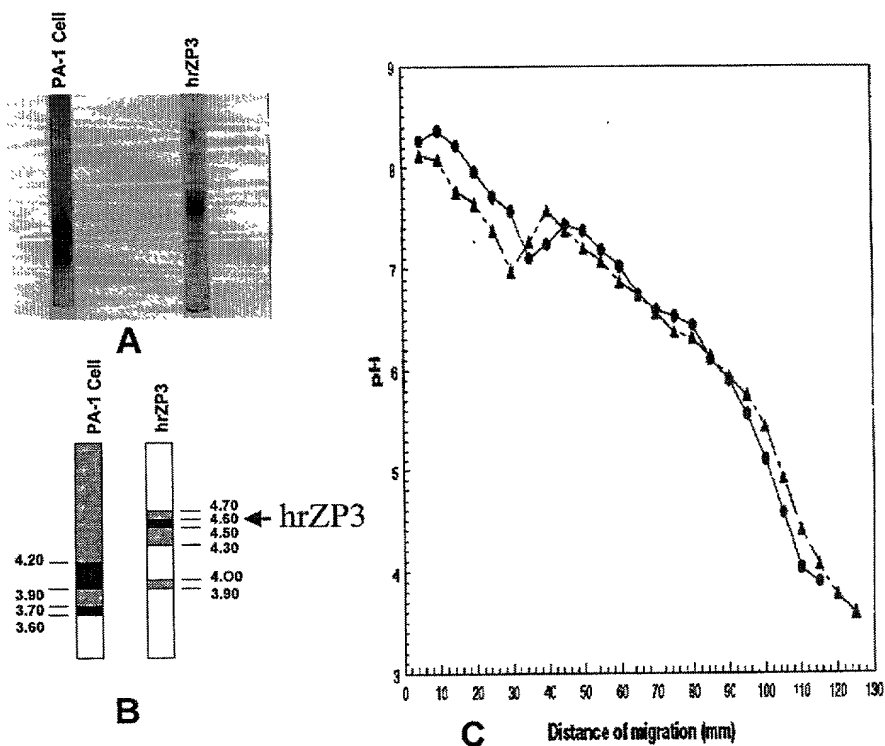 PA-1 Cell
hrZP3
A
PA-1 Cell
hrZP3
4.20
3.90
3.70
3.60
4.70
4.60
4.50
4.30
4.OO
3.90
hrZP3
B
pH
9
8
7
6
5
4
3
0 10 20 30 40 50 60 70 80 90 100 110 120 130
C Distance of migration (mm)